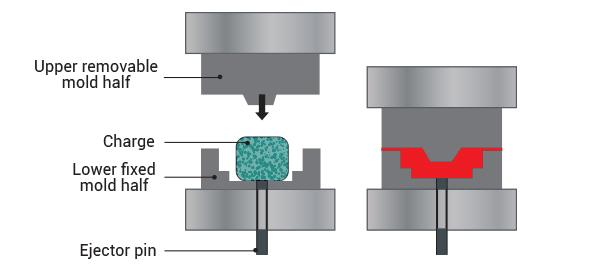 Upper removable
mold half
Charge
Lower fixed
mold half
Ejector pin